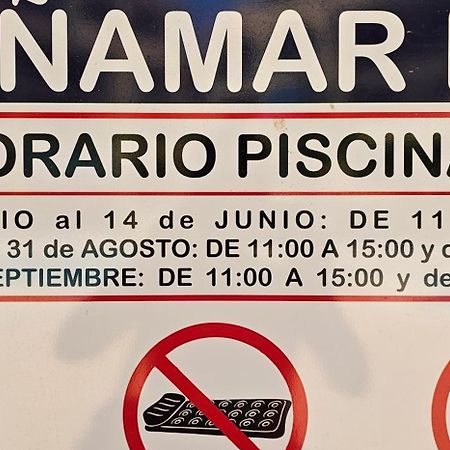 ÑAMAR
ORARIO PISCINA
IO al 14 de JUNIO: DE 11
31 de AGOSTO: DE 11:00 A 15:00 y d
EPTIEMBRE: DE 11:00 A 15:00 y de